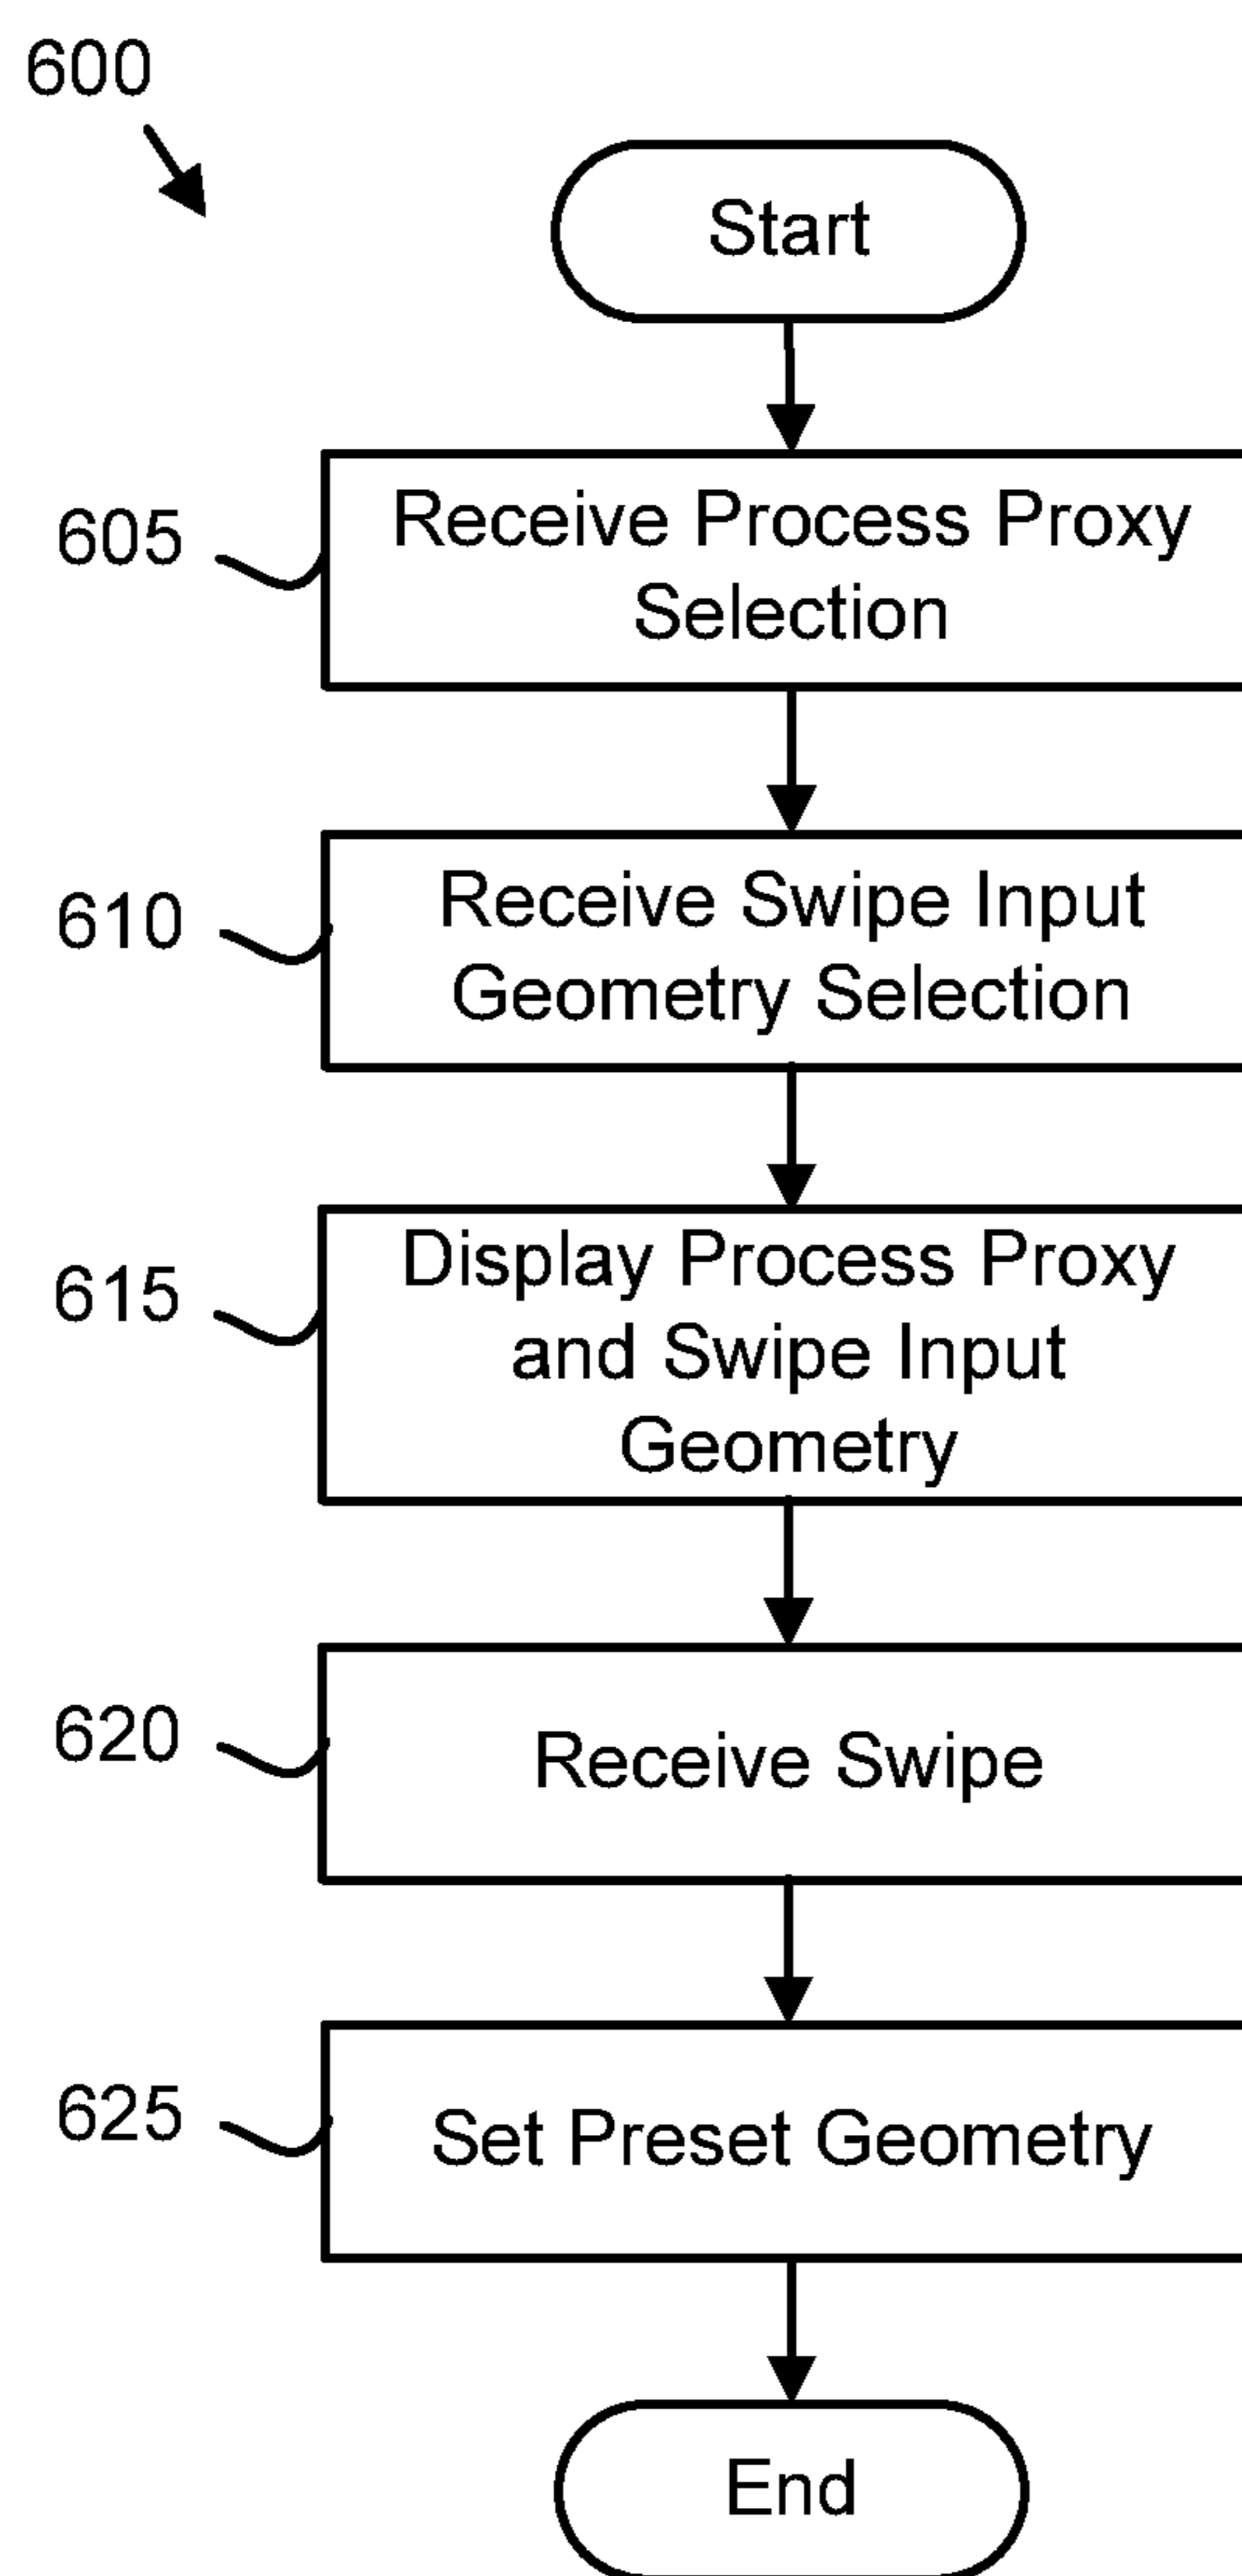 600
Start
605
Receive Process Proxy
Selection
610
Receive Swipe Input
Geometry Selection
615
Display Process Proxy
and Swipe Input
Geometry
620
Receive Swipe
625
Set Preset Geometry
End